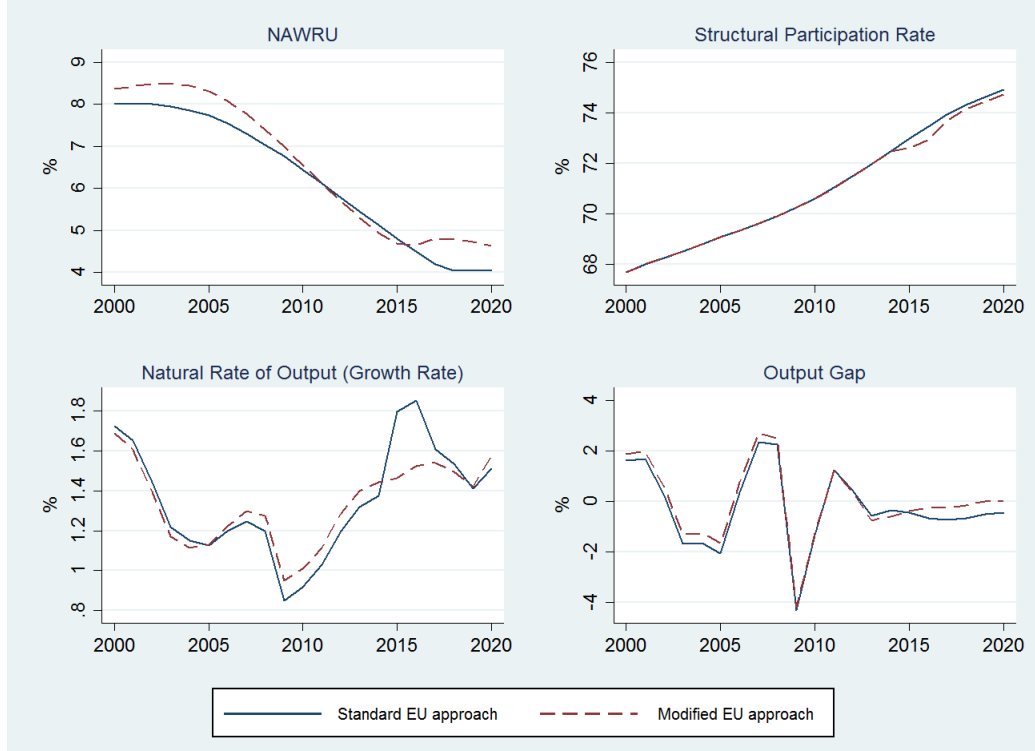 NAWRU
Structural Participation Rate
%
9
8
7
6
5
4
2000 2005 2010 2015 2020
%
76
74
72
70
68
2000 2005 2010 2015 2020
Natural Rate of Output (Growth Rate)
Output Gap
%
1.8
1.6
1.4
1.2
1
.8
2000 2005 2010 2015 2020
%
4
2
0
-2
-4
2000 2005 2010 2015 2020
Standard EU approach
Modified EU approach